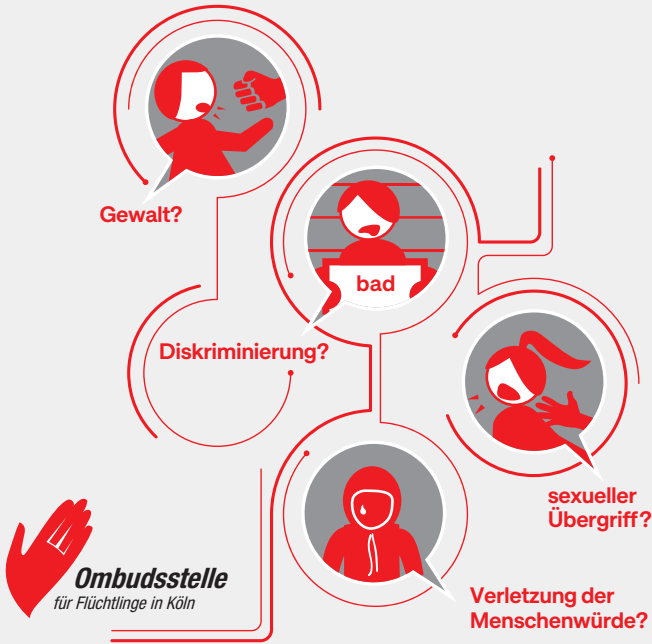 Gewalt?
bad
Diskriminierung?
sexueller
Übergriff?
Ombudsstelle
für Flüchtlinge in Köln
Verletzung der
Menschenwürde?